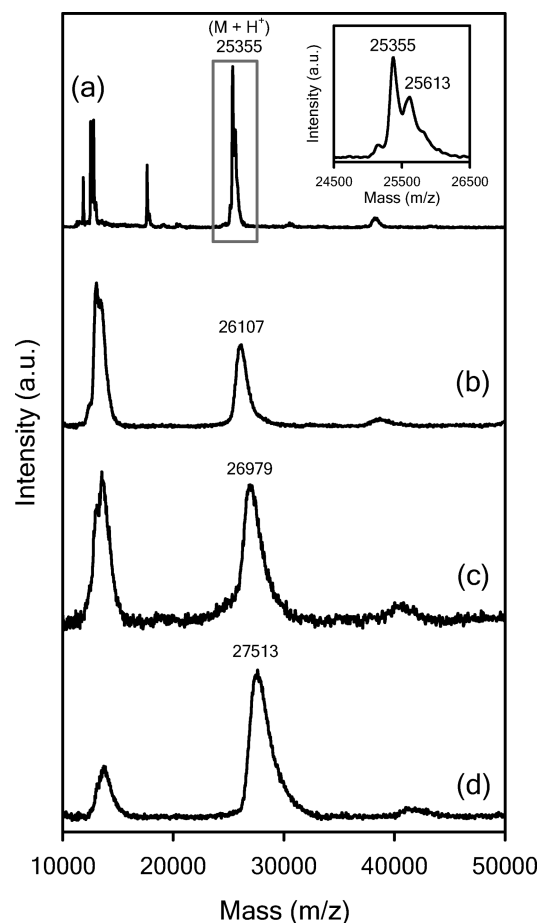 (M + H⁺)
25355
(a)
25355
25613
Intensity (a.u.)
24500 25500 26500
Mass (m/z)
26107
(b)
26979
(c)
27513
(d)
Intensity (a.u.)
10000 20000 30000 40000 50000
Mass (m/z)